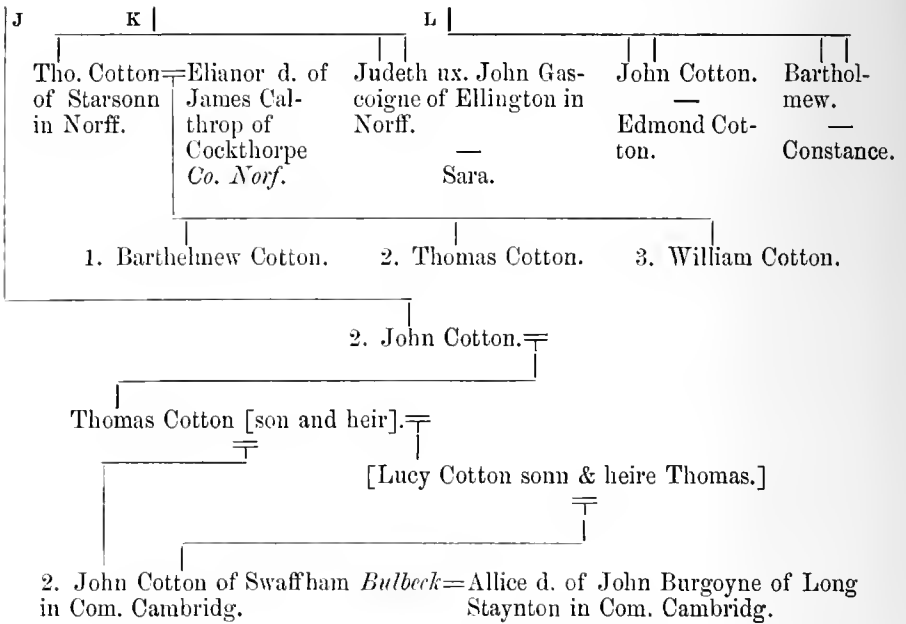 J K L
Tho. Cotton=Elianor d. of
of Starsonn James Cal-
in Norff. throp of
Cockthorpe
Co. Norf.
Judeth ux. John Gas-
coigne of Ellington in
Norff.
—
Sara.
John Cotton.
—
Edmond Cot-
ton.
Barthol-
mew.
—
Constance.
1. Barthelmew Cotton. 2. Thomas Cotton. 3. William Cotton.
2. John Cotton.=
Thomas Cotton [son and heir].=
[Lucy Cotton sonn & heire Thomas.]
2. John Cotton of Swaffham Bulbeck=Allice d. of John Burgoyne of Long
in Com. Cambridg. Staynton in Com. Cambridg.